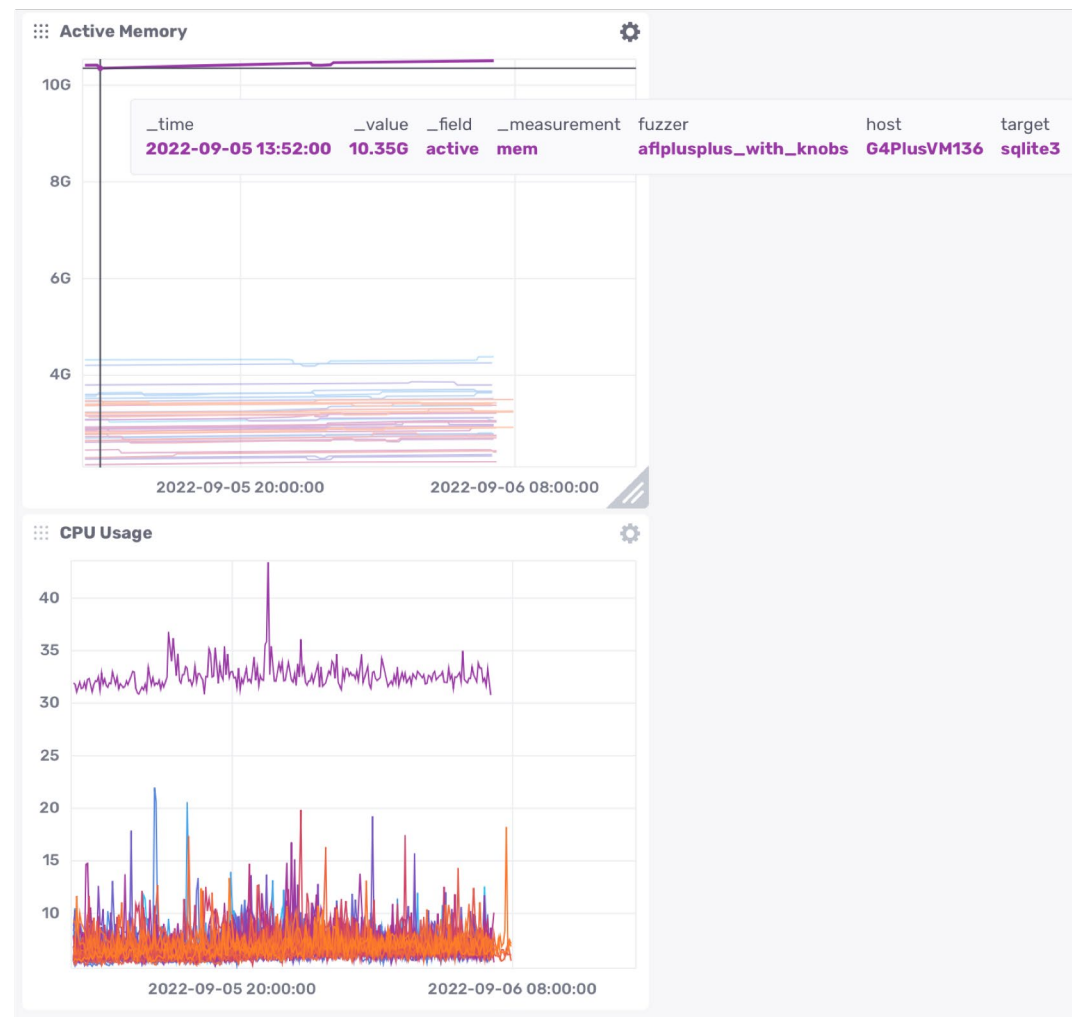 Active Memory
10G
_time _value _field _measurement fuzzer host target
2022-09-05 13:52:00 10.35G active mem aflplusplus_with_knobs G4PlusVM136 sqlite3
8G
6G
4G
2022-09-05 20:00:00 2022-09-06 08:00:00
CPU Usage
40
35
30
25
20
15
10
2022-09-05 20:00:00 2022-09-06 08:00:00